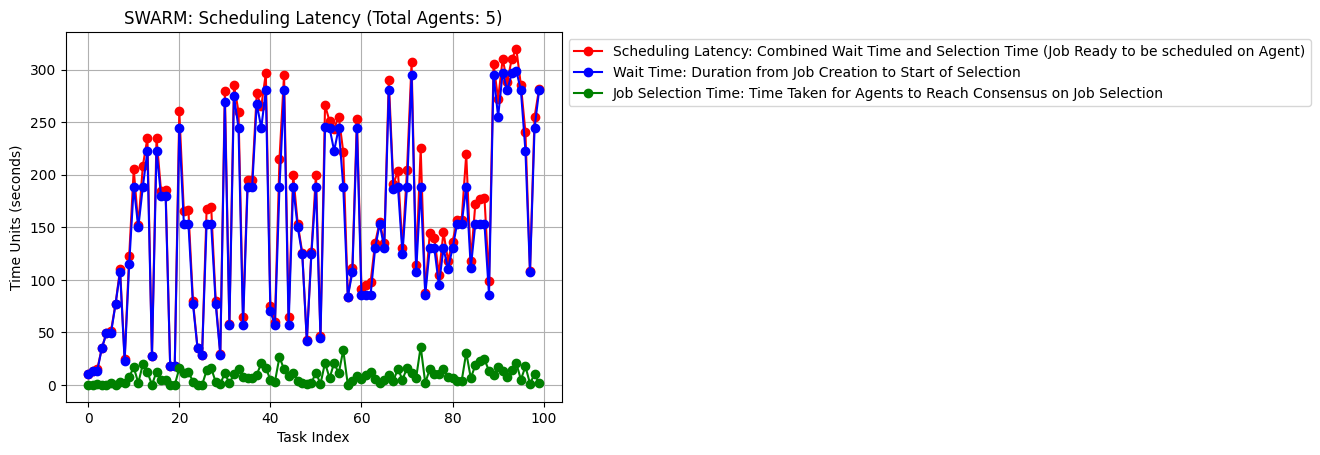 SWARM: Scheduling Latency (Total Agents: 5)
Scheduling Latency: Combined Wait Time and Selection Time (Job Ready to be scheduled on Agent)
Wait Time: Duration from Job Creation to Start of Selection
Job Selection Time: Time Taken for Agents to Reach Consensus on Job Selection
Time Units (seconds)
300
250
200
150
100
50
0
0 20 40 60 80 100
Task Index